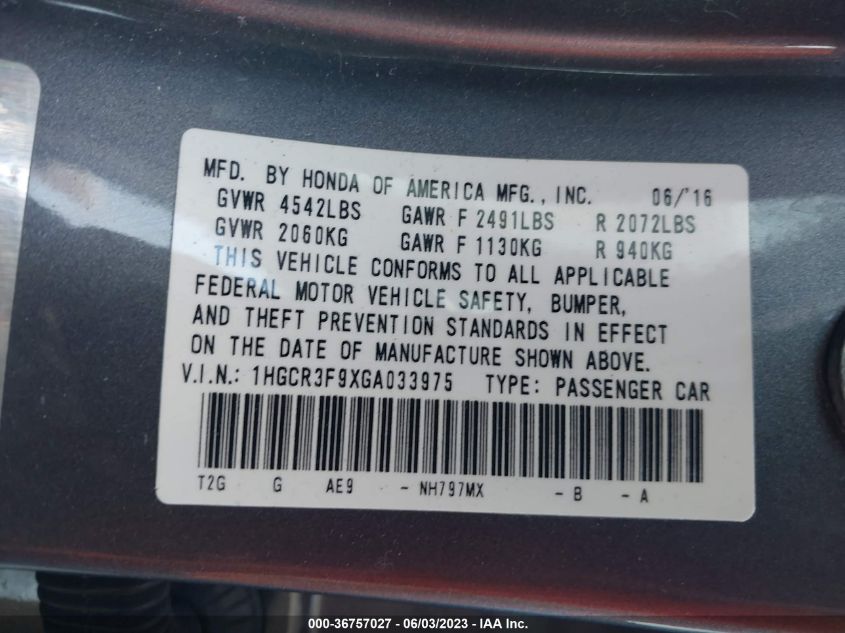 MFD. BY HONDA OF AMERICA MFG., INC. 06/'16
GVWR 4542LBS GAWR F 2491LBS R 2072LBS
GVWR 2060KG GAWR F 1130KG R 940KG
THIS VEHICLE CONFORMS TO ALL APPLICABLE
FEDERAL MOTOR VEHICLE SAFETY, BUMPER,
AND THEFT PREVENTION STANDARDS IN EFFECT
ON THE DATE OF MANUFACTURE SHOWN ABOVE.
V.I.N.: 1HGCR3F9XGA033975 TYPE: PASSENGER CAR
T2G G AE9 - NH797MX - B - A
000-36757027 - 06/03/2023 - IAA Inc.